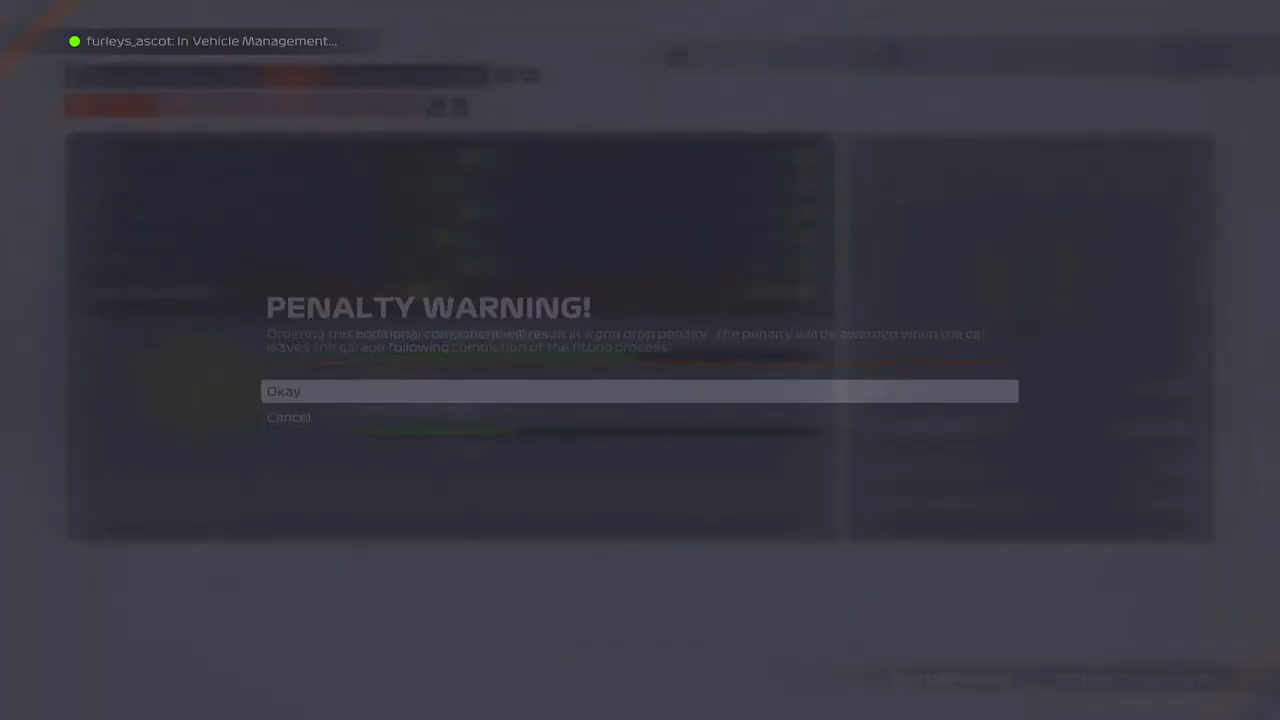 furleys_ascot: In Vehicle Management...
PENALTY WARNING!
Ordering this additional component will result in a grid drop penalty. The penalty will be awarded when the car
leaves the garage following completion of the fitting process.
Okay
Cancel